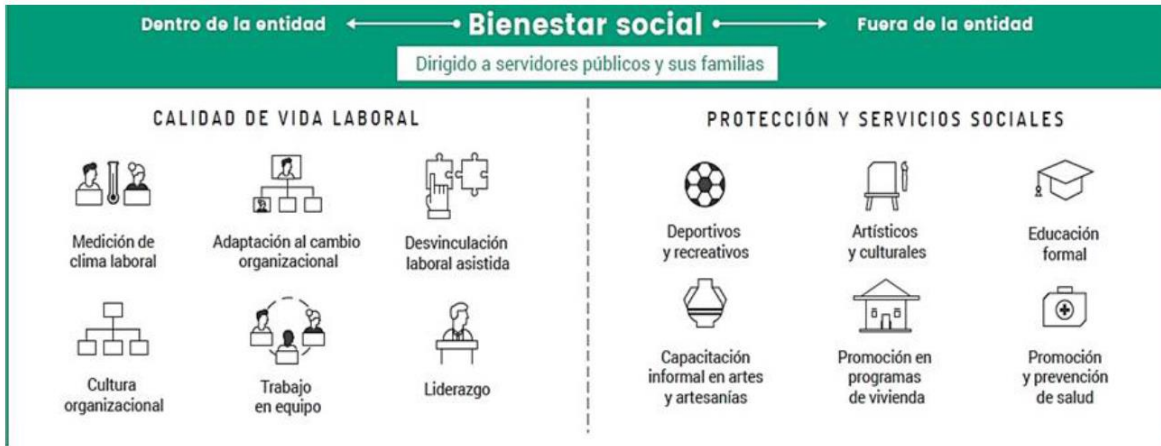 Dentro de la entidad
Bienestar social
Fuera de la entidad
Dirigido a servidores públicos y sus familias
CALIDAD DE VIDA LABORAL
Medición de
clima laboral
Adaptación al cambio
organizacional
Desvinculación
laboral asistida
Cultura
organizacional
Trabajo
en equipo
Liderazgo
PROTECCIÓN Y SERVICIOS SOCIALES
Deportivos
y recreativos
Artísticos
y culturales
Educación
formal
Capacitación
informal en artes
y artesanías
Promoción en
programas
de vivienda
Promoción
y prevención
de salud